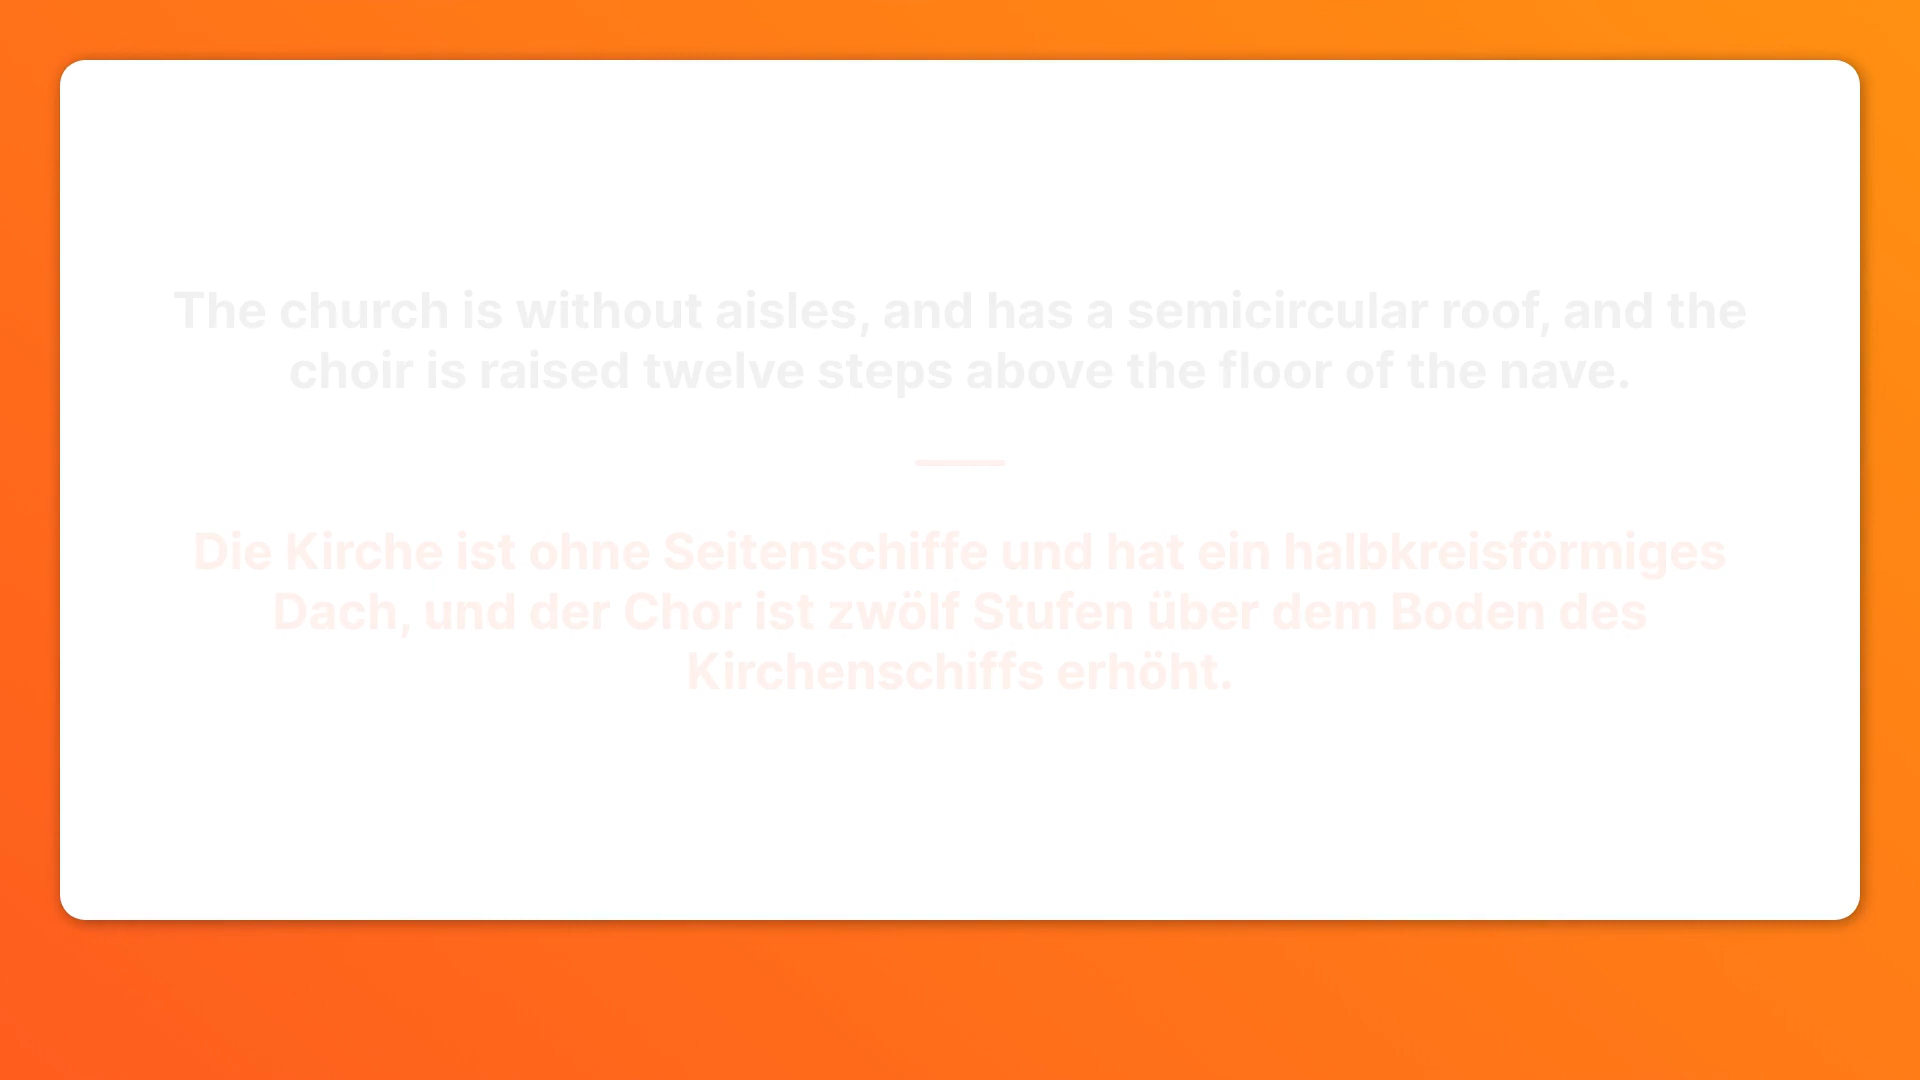 The church is without aisles, and has a semicircular roof, and the
choir is raised twelve steps above the floor of the nave.
Die Kirche ist ohne Seitenschiffe und hat ein halbkreisförmiges
Dach, und der Chor ist zwölf Stufen über dem Boden des
Kirchenschiffs erhöht.